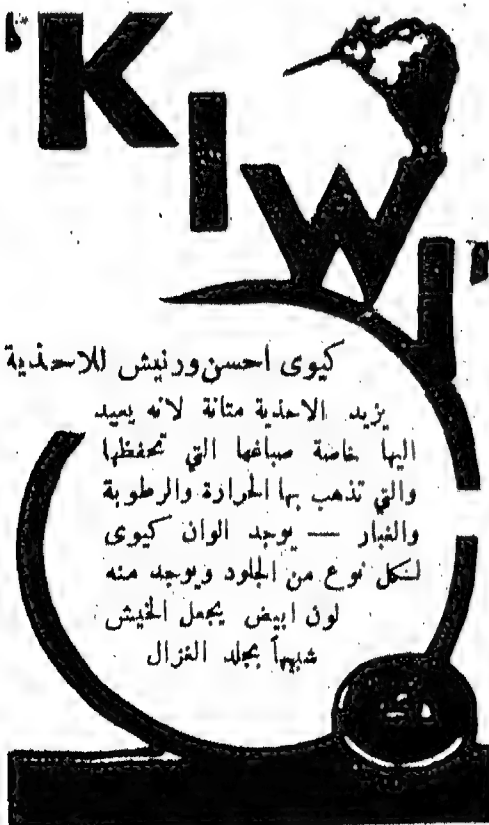 "KIWI"
كيوى احسن ورنيش للاحذية
يزيد الاحذية متانة لانه يعيد
اليها خاصة صباغها التي تحفظها
والتي تذهب بها الحرارة والرطوبة
والغبار — يوجد الوان كيوى
لكل نوع من الجلود ويوجد منه
لون ابيض يجعل الخيش
شبيهاً بجلد الغزال